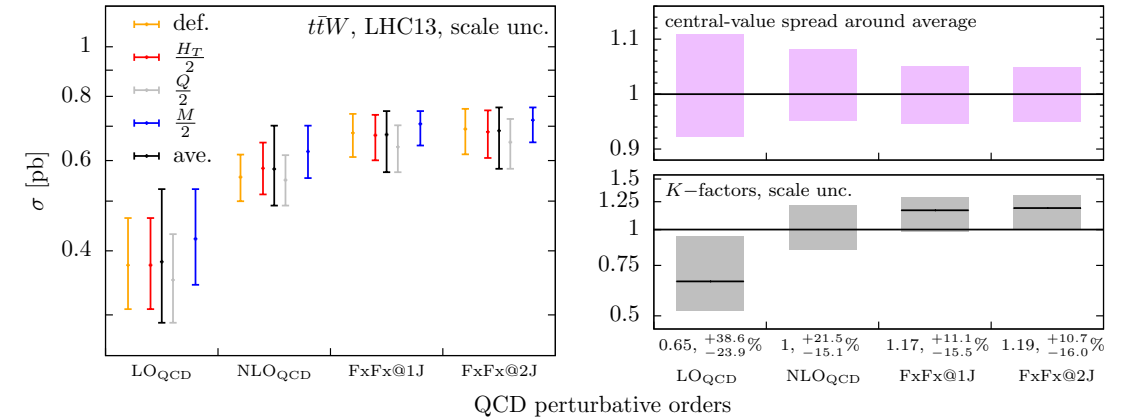 tt̄W, LHC13, scale unc.
def.
H_T/2
Q/2
M/2
ave.
σ [pb]
1
0.8
0.6
0.4
LO_QCD
NLO_QCD
FxFx@1J
FxFx@2J
central-value spread around average
1.1
1
0.9
K−factors, scale unc.
1.5
1.25
1
0.75
0.5
0.65, +38.6 −23.9 %
1, +21.5 −15.1 %
1.17, +11.1 −15.5 %
1.19, +10.7 −16.0 %
LO_QCD
NLO_QCD
FxFx@1J
FxFx@2J
QCD perturbative orders